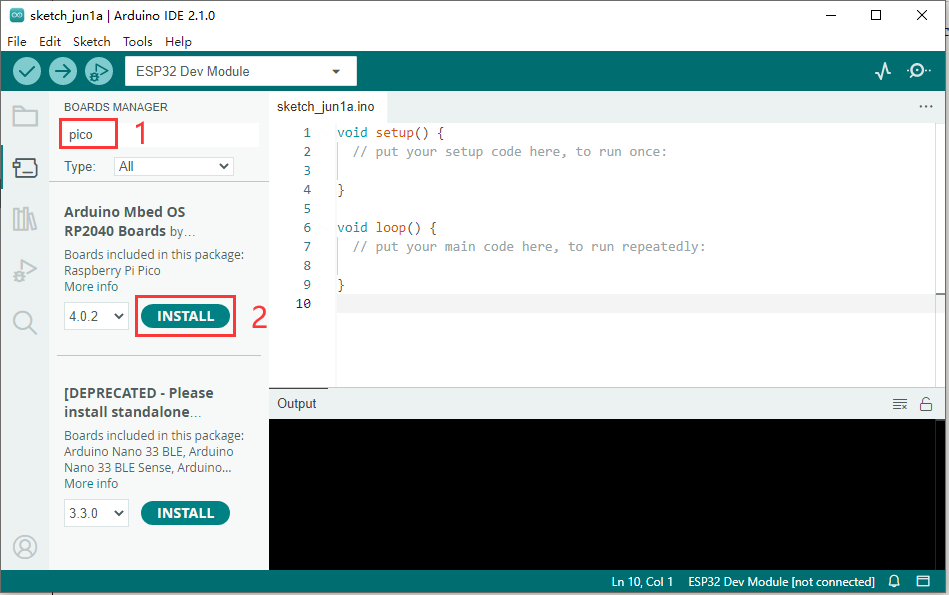 sketch_jun1a | Arduino IDE 2.1.0
File Edit Sketch Tools Help
ESP32 Dev Module
BOARDS MANAGER
pico
1
Type: All
Arduino Mbed OS
RP2040 Boards by...
Boards included in this package:
Raspberry Pi Pico
More info
4.0.2 INSTALL
2
[DEPRECATED - Please
install standalone...
Boards included in this package:
Arduino Nano 33 BLE, Arduino
Nano 33 BLE Sense, Arduino...
More info
3.3.0 INSTALL
sketch_jun1a.ino
1 void setup() {
2 // put your setup code here, to run once:
3
4 }
5
6 void loop() {
7 // put your main code here, to run repeatedly:
8
9 }
10
Output
Ln 10, Col 1 ESP32 Dev Module [not connected]